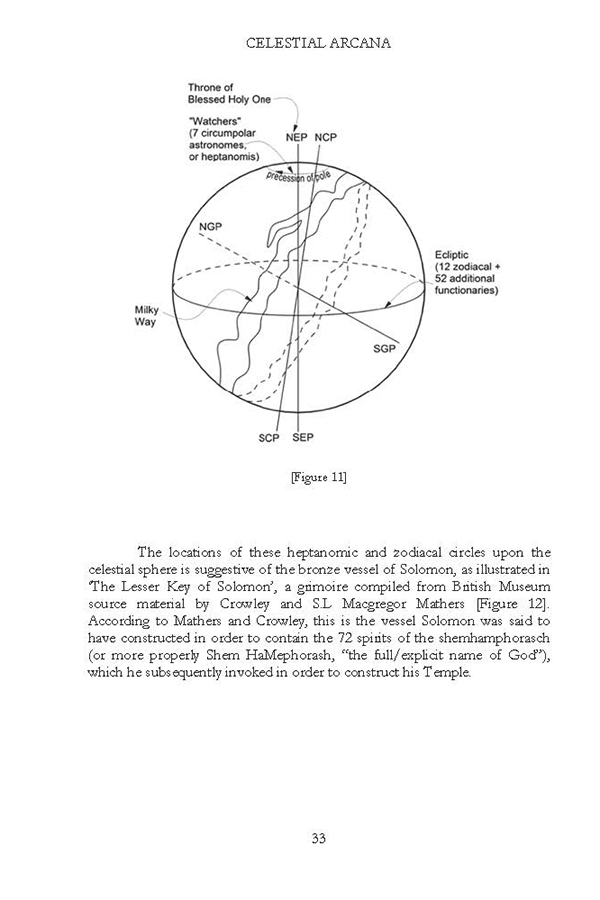 CELESTIAL ARCANA
Throne of
Blessed Holy One
"Watchers"
(7 circumpolar
astronomes,
or heptanomis)
NEP NCP
precession of pole
NGP
Ecliptic
(12 zodiacal +
52 additional
functionaries)
Milky
Way
SGP
SCP SEP
[Figure 11]
The locations of these heptanomic and zodiacal circles upon the
celestial sphere is suggestive of the bronze vessel of Solomon, as illustrated in
‘The Lesser Key of Solomon’, a grimoire compiled from British Museum
source material by Crowley and S.L Macgregor Mathers [Figure 12].
According to Mathers and Crowley, this is the vessel Solomon was said to
have constructed in order to contain the 72 spirits of the shemhamphorasch
(or more properly Shem HaMephorash, “the full/explicit name of God”),
which he subsequently invoked in order to construct his Temple.
33